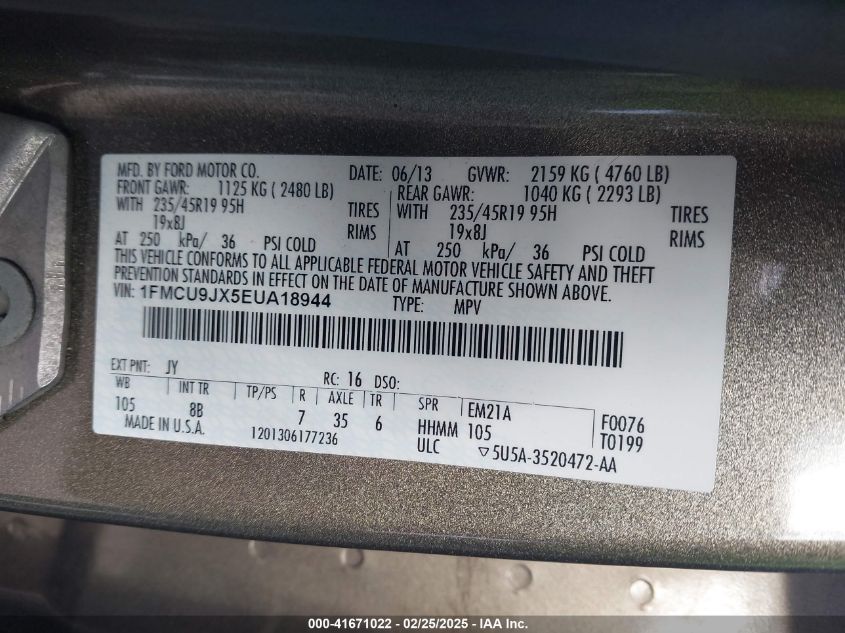 MFD. BY FORD MOTOR CO. DATE: 06/13 GVWR: 2159 KG ( 4760 LB)
FRONT GAWR: 1125 KG ( 2480 LB) REAR GAWR: 1040 KG ( 2293 LB)
WITH 235/45R19 95H TIRES WITH 235/45R19 95H TIRES
19x8J RIMS 19x8J RIMS
AT 250 kPa/ 36 PSI COLD AT 250 kPa/ 36 PSI COLD
THIS VEHICLE CONFORMS TO ALL APPLICABLE FEDERAL MOTOR VEHICLE SAFETY AND THEFT
PREVENTION STANDARDS IN EFFECT ON THE DATE OF MANUFACTURE SHOWN ABOVE.
VIN: 1FMCU9JX5EUA18944 TYPE: MPV
EXT PNT: JY RC: 16 DSO:
WB INT TR TP/PS R AXLE TR SPR EM21A F0076
105 8B 7 35 6 HHMM 105 T0199
MADE IN U.S.A. 1201306177236 ULC ▽5U5A-3520472-AA
000-41671022 - 02/25/2025 - IAA Inc.